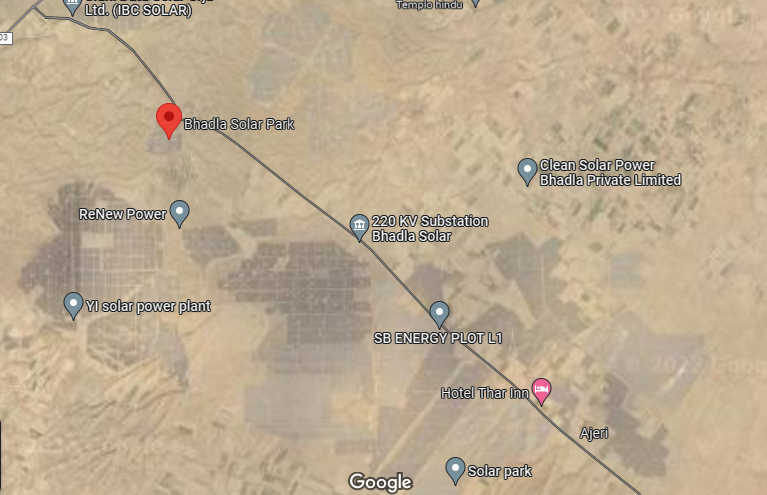 Ltd. (IBC SOLAR)
Templo hindu
03
Bhadla Solar Park
Clean Solar Power
Bhadla Private Limited
ReNew Power
220 KV Substation
Bhadla Solar
YI solar power plant
SB ENERGY PLOT L1
Hotel Thar Inn
Ajeri
Solar park
Google